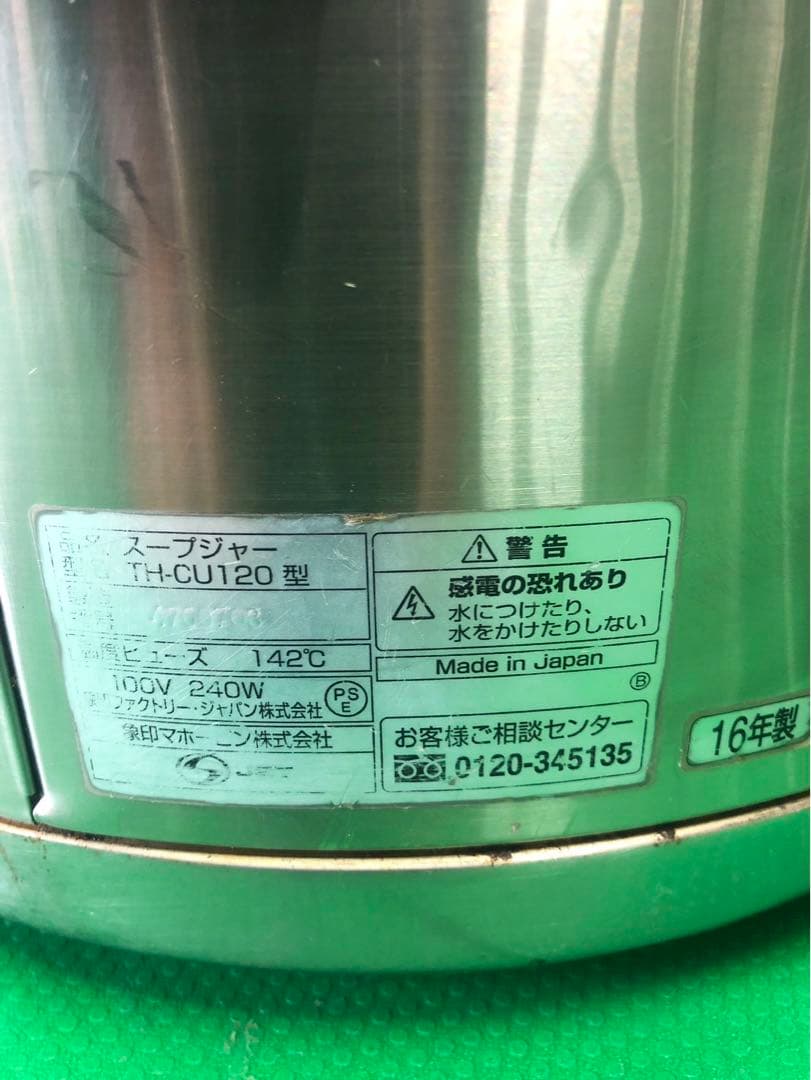 スープジャー
TH-CU120 型
ヒューズ 142℃
100V 240W
ファクトリー・ジャパン株式会社
PS
E
象印マホービン株式会社
JET
警告
感電の恐れあり
水につけたり、
水をかけたりしない
Made in Japan
B
お客様ご相談センター
0120-345135
16年製